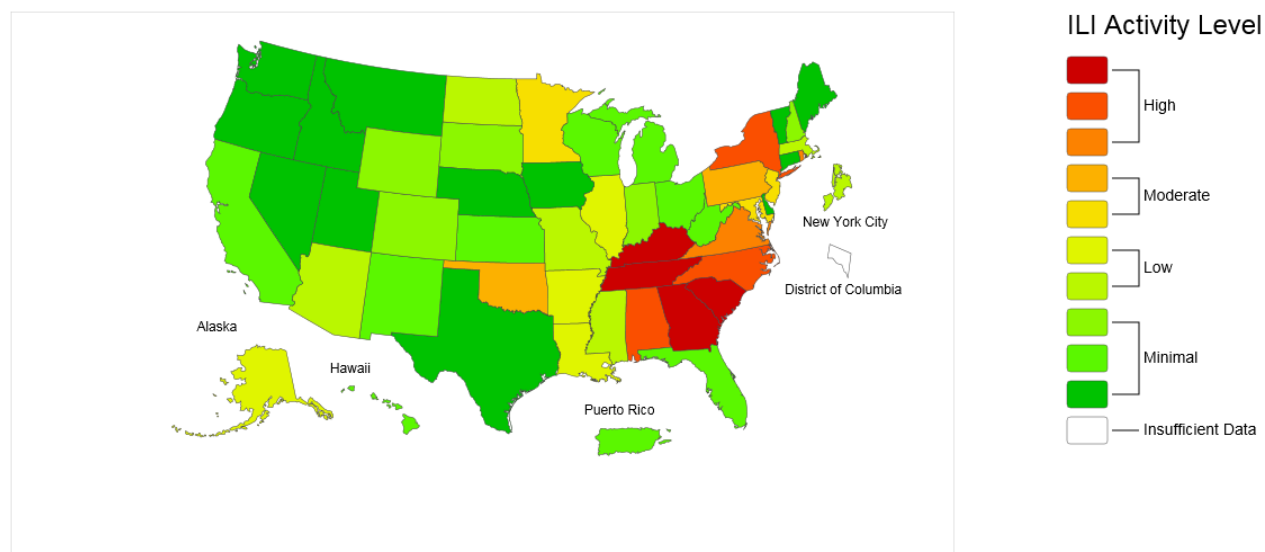 ILI Activity Level
High
Moderate
New York City
Low
District of Columbia
Alaska
Hawaii
Minimal
Puerto Rico
Insufficient Data